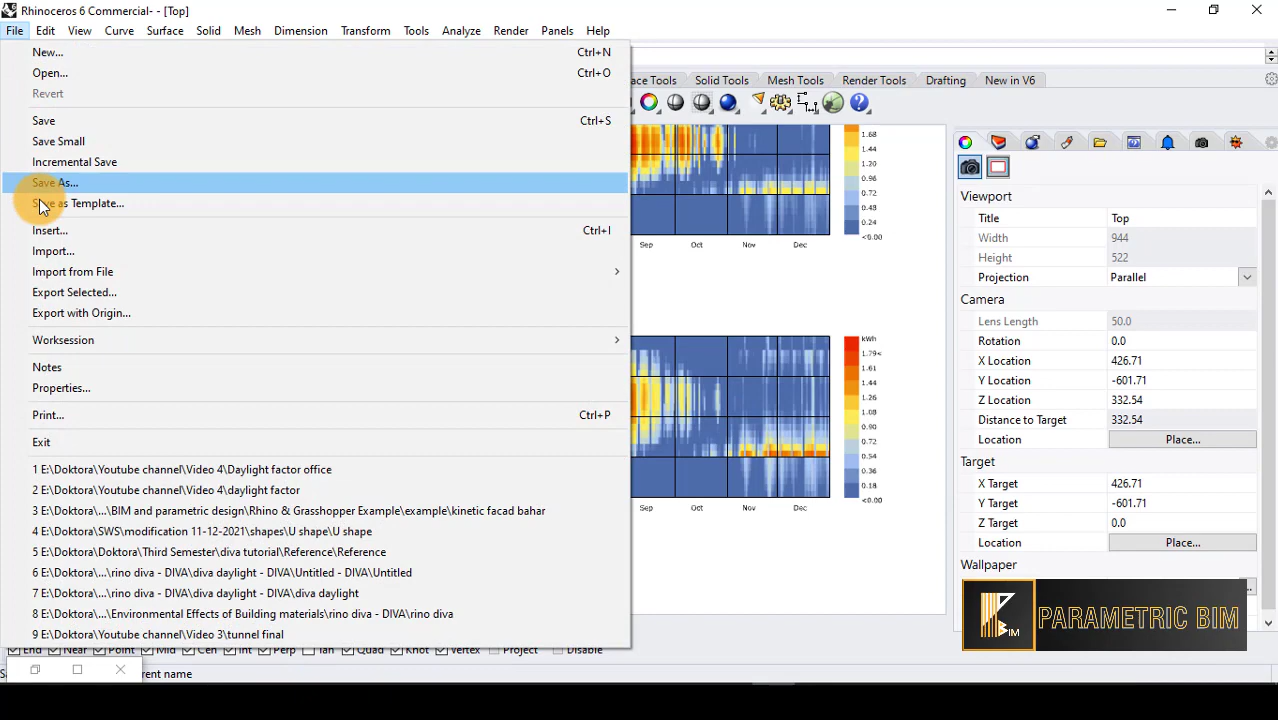 Rhinoceros 6 Commercial- - [Top]
File Edit View Curve Surface Solid Mesh Dimension Transform Tools Analyze Render Panels Help
New... Ctrl+N
Open... Ctrl+O
Revert
Save Ctrl+S
Save Small
Incremental Save
Save As...
Save as Template...
Insert... Ctrl+I
Import...
Import from File
Export Selected...
Export with Origin...
Worksession
Notes
Properties...
Print... Ctrl+P
Exit
1 E:\Doktora\Youtube channel\Video 4\Daylight factor office
2 E:\Doktora\Youtube channel\Video 4\daylight factor
3 E:\Doktora\...\BIM and parametric design\Rhino & Grasshopper Example\example\kinetic facad bahar
4 E:\Doktora\SWS\modification 11-12-2021\shapes\U shape\U shape
5 E:\Doktora\Doktora\Third Semester\diva tutorial\Reference\Reference
6 E:\Doktora\...\rino diva - DIVA\diva daylight - DIVA\Untitled - DIVA\Untitled
7 E:\Doktora\...\rino diva - DIVA\diva daylight - DIVA\diva daylight
8 E:\Doktora\...\Environmental Effects of Building materials\rino diva - DIVA\rino diva
9 E:\Doktora\Youtube channel\Video 3\tunnel final
End Near Point Mid Cen Int Perp Tan Quad Knot Vertex Project Disable
rent name
ace Tools Solid Tools Mesh Tools Render Tools Drafting New in V6
1.68
1.44
1.20
0.96
0.72
0.48
0.24
<0.00
Sep Oct Nov Dec
kWh
1.79<
1.61
1.44
1.26
1.08
0.90
0.72
0.54
0.36
0.18
<0.00
Sep Oct Nov Dec
Viewport
Title Top
Width 944
Height 522
Projection Parallel
Camera
Lens Length 50.0
Rotation 0.0
X Location 426.71
Y Location -601.71
Z Location 332.54
Distance to Target 332.54
Location Place...
Target
X Target 426.71
Y Target -601.71
Z Target 0.0
Location Place...
Wallpaper
BIM
PARAMETRIC BIM